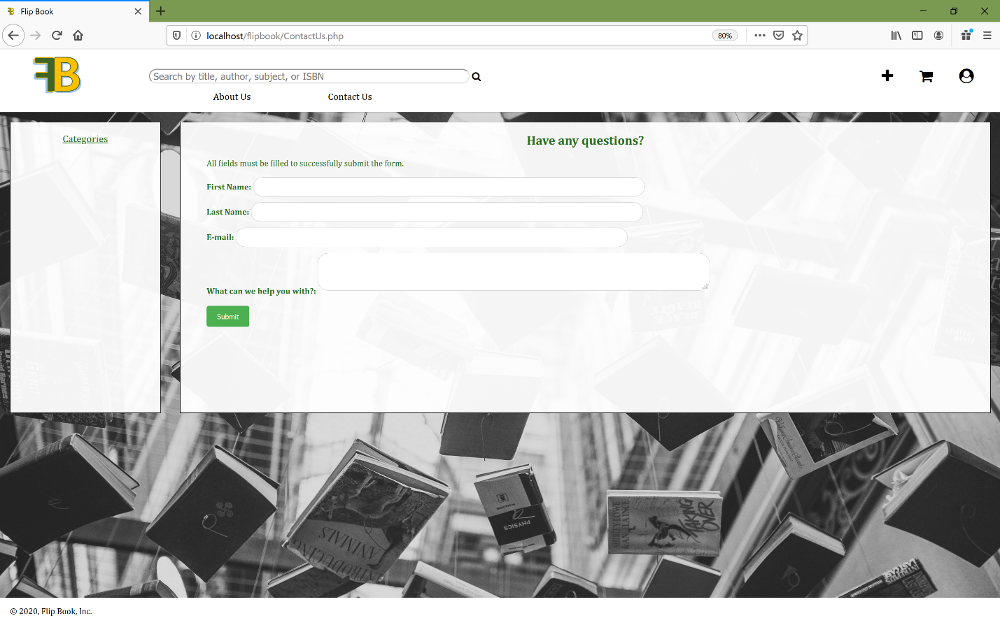 Flip Book
localhost/flipbook/ContactUs.php
80%
FB
Search by title, author, subject, or ISBN
About Us
Contact Us
Categories
Have any questions?
All fields must be filled to successfully submit the form.
First Name:
Last Name:
E-mail:
What can we help you with?:
Submit
ANIMALS
PHYSICS
TAKING
OVER
© 2020, Flip Book, Inc.